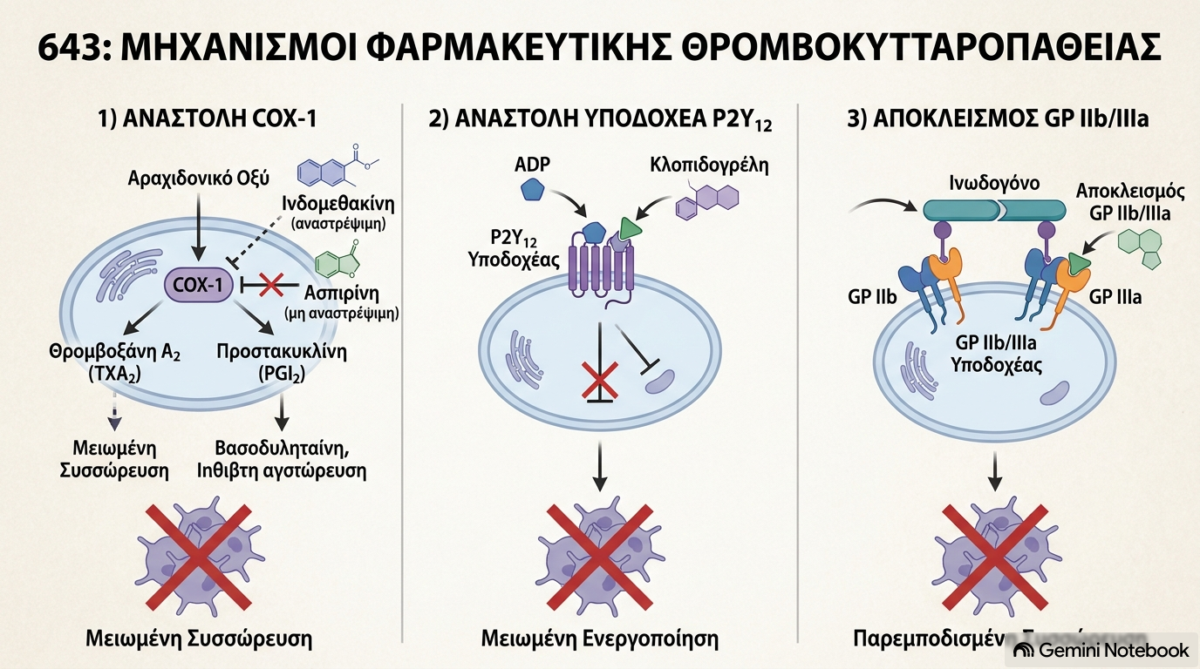 643: ΜΗΧΑΝΙΣΜΟΙ ΦΑΡΜΑΚΕΥΤΙΚΗΣ ΘΡΟΜΒΟΚΥΤΤΑΡΟΠΑΘΕΙΑΣ
1) ΑΝΑΣΤΟΛΗ COX-1
Αραχιδονικό Οξύ
Ινδομεθακίνη
(αναστρέψιμη)
COX-1
Ασπιρίνη
(μη αναστρέψιμη)
Θρομβοξάνη A₂
(TXA₂)
Προστακυκλίνη
(PGI₂)
Μειωμένη
Συσσώρευση
Βασοδυληταίνη,
Ιnθιβτη αγστώρευση
Μειωμένη Συσσώρευση
2) ΑΝΑΣΤΟΛΗ ΥΠΟΔΟΧΕΑ P2Y₁₂
ADP
Κλοπιδογρέλη
P2Y₁₂
Υποδοχέας
Μειωμένη Ενεργοποίηση
3) ΑΠΟΚΛΕΙΣΜΟΣ GP IIb/IIIa
Ινωδογόνο
Αποκλεισμός
GP IIb/IIIa
GP IIb
GP IIIa
GP IIb/IIIa
Υποδοχέας
Παρεμποδισμένη
Gemini Notebook